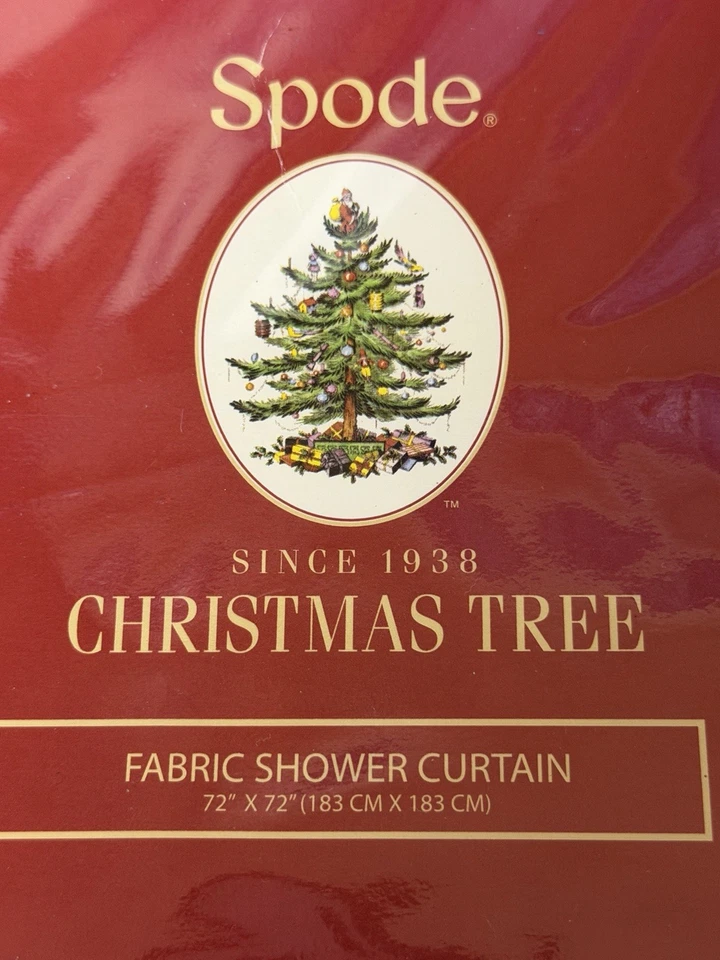 Spode®
TM
SINCE 1938
CHRISTMAS TREE
FABRIC SHOWER CURTAIN
72" X 72" (183 CM X 183 CM)